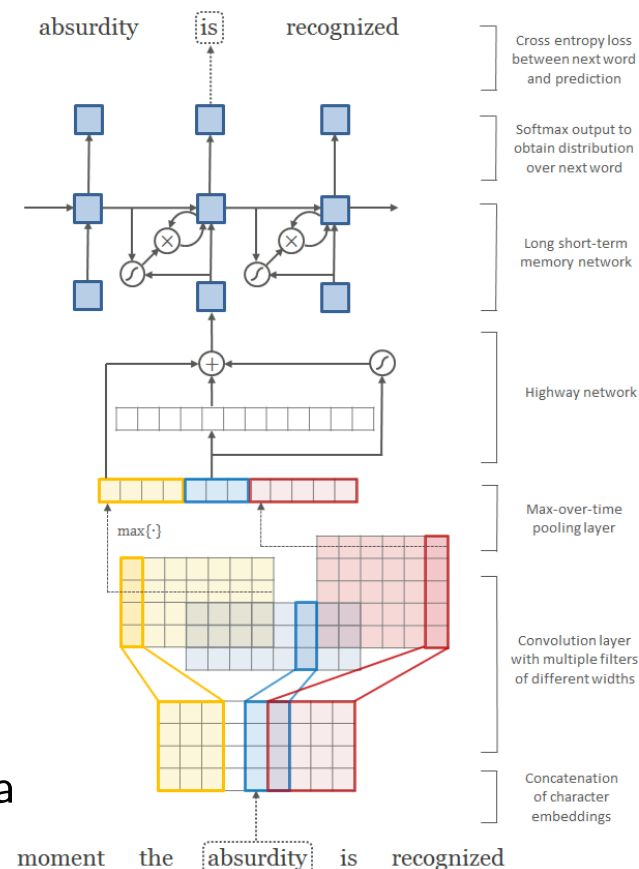 absurdity is recognized
Cross entropy loss
between next word
and prediction
Softmax output to
obtain distribution
over next word
Long short-term
memory network
+
Highway network
Max-over-time
pooling layer
max{·}
Convolution layer
with multiple filters
of different widths
a
Concatenation
of character
embeddings
moment the absurdity is recognized